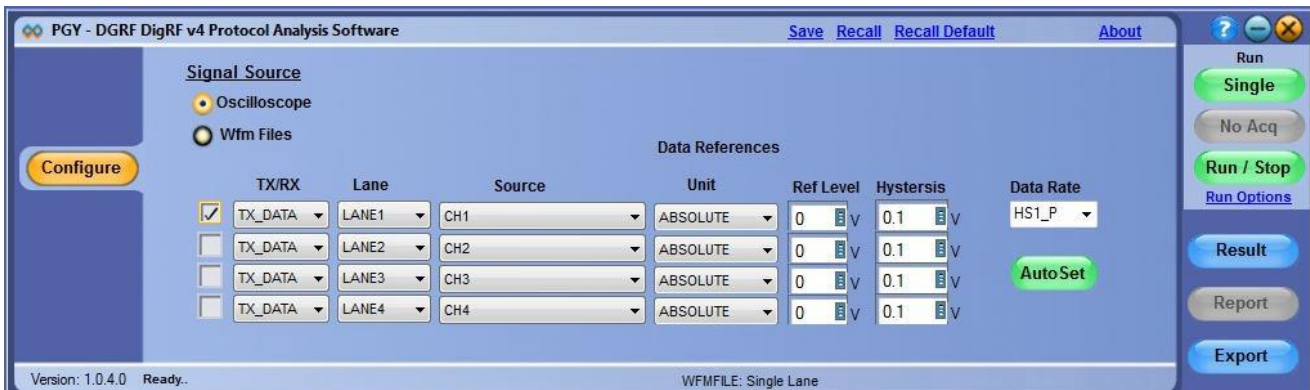 PGY - DGRF DigRF v4 Protocol Analysis Software Save Recall Recall Default About ?
Run
Signal Source
Single
Oscilloscope
No Acq
Wfm Files
Data References
Configure
Run / Stop
TX/RX Lane Source Unit Ref Level Hystersis Data Rate
Run Options
TX_DATA LANE1 CH1 ABSOLUTE 0 V 0.1 V HS1_P
TX_DATA LANE2 CH2 ABSOLUTE 0 V 0.1 V
Result
TX_DATA LANE3 CH3 ABSOLUTE 0 V 0.1 V
AutoSet
TX_DATA LANE4 CH4 ABSOLUTE 0 V 0.1 V
Report
Export
Version: 1.0.4.0 Ready.. WFMFILE: Single Lane